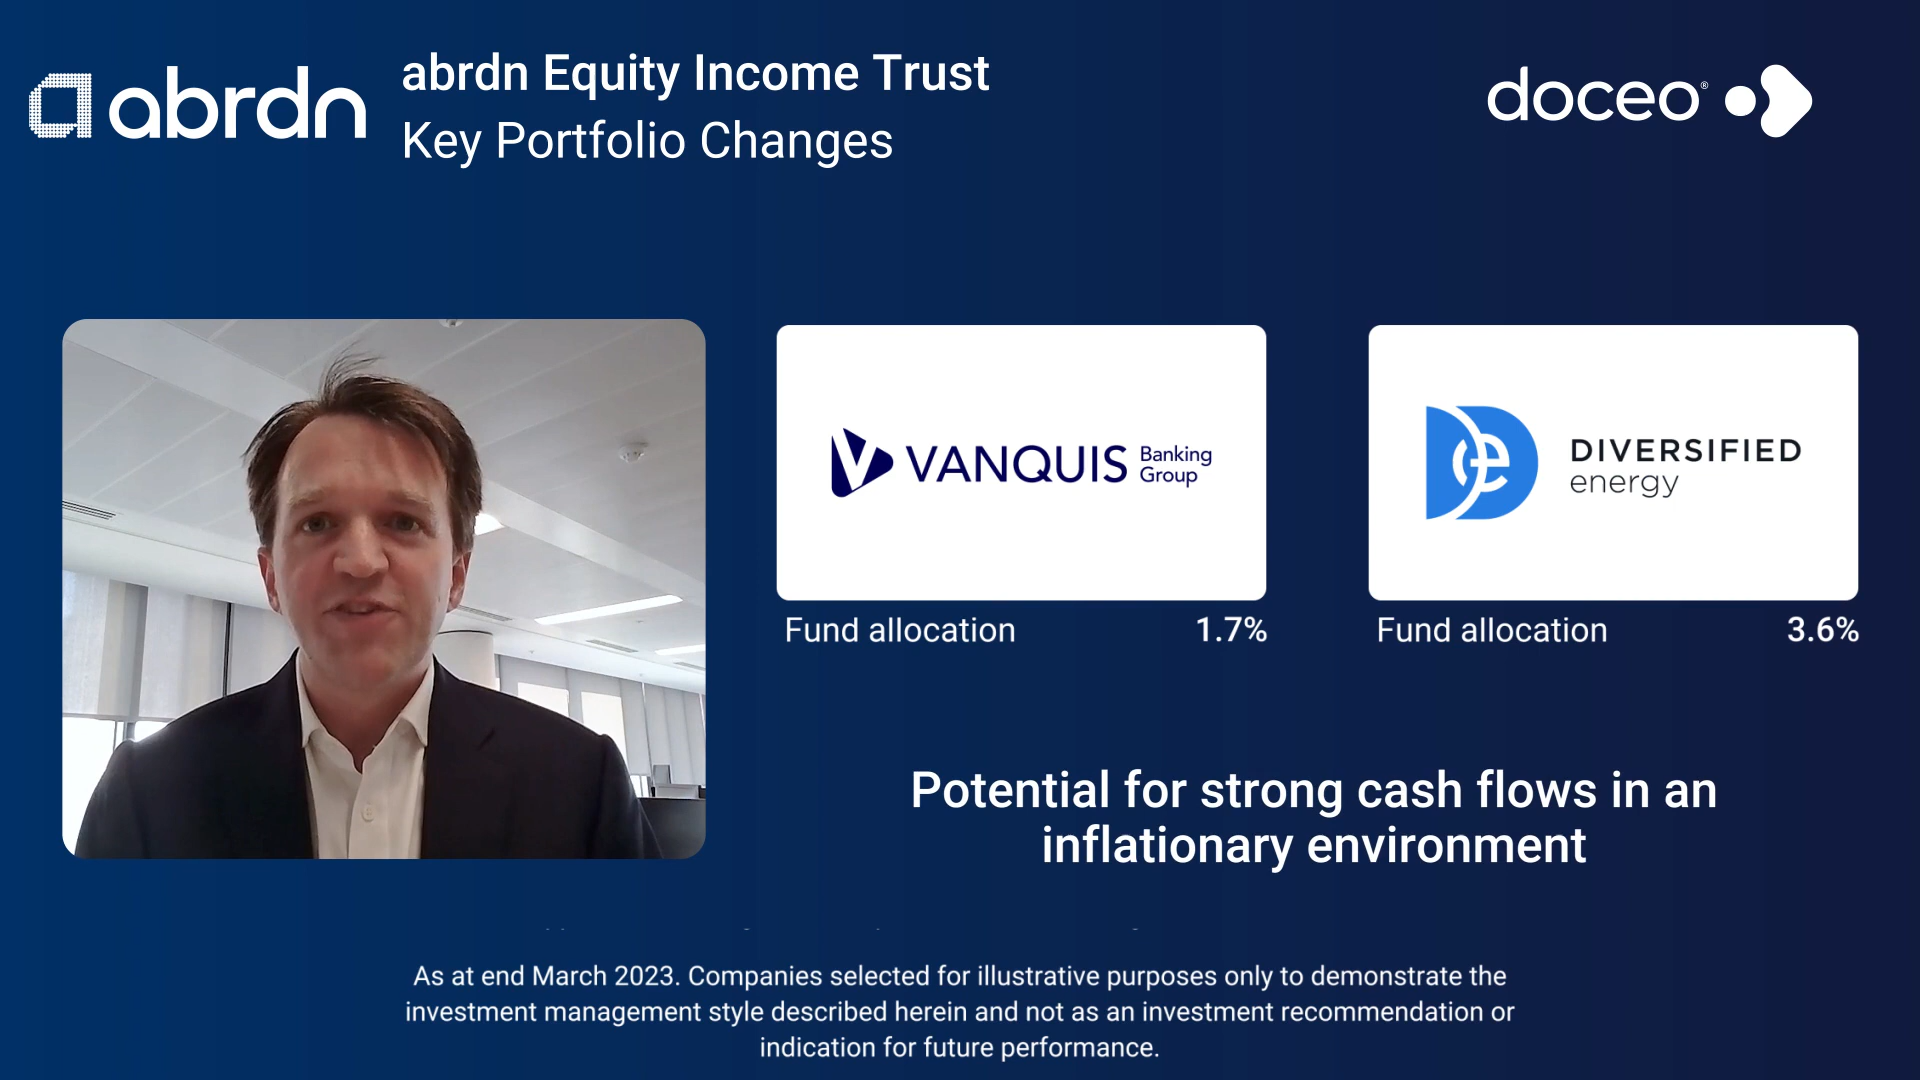 abrdn
abrdn Equity Income Trust
Key Portfolio Changes
doceo®
VANQUIS Banking
Group
DIVERSIFIED
energy
Fund allocation 1.7%
Fund allocation 3.6%
Potential for strong cash flows in an
inflationary environment
As at end March 2023. Companies selected for illustrative purposes only to demonstrate the
investment management style described herein and not as an investment recommendation or
indication for future performance.